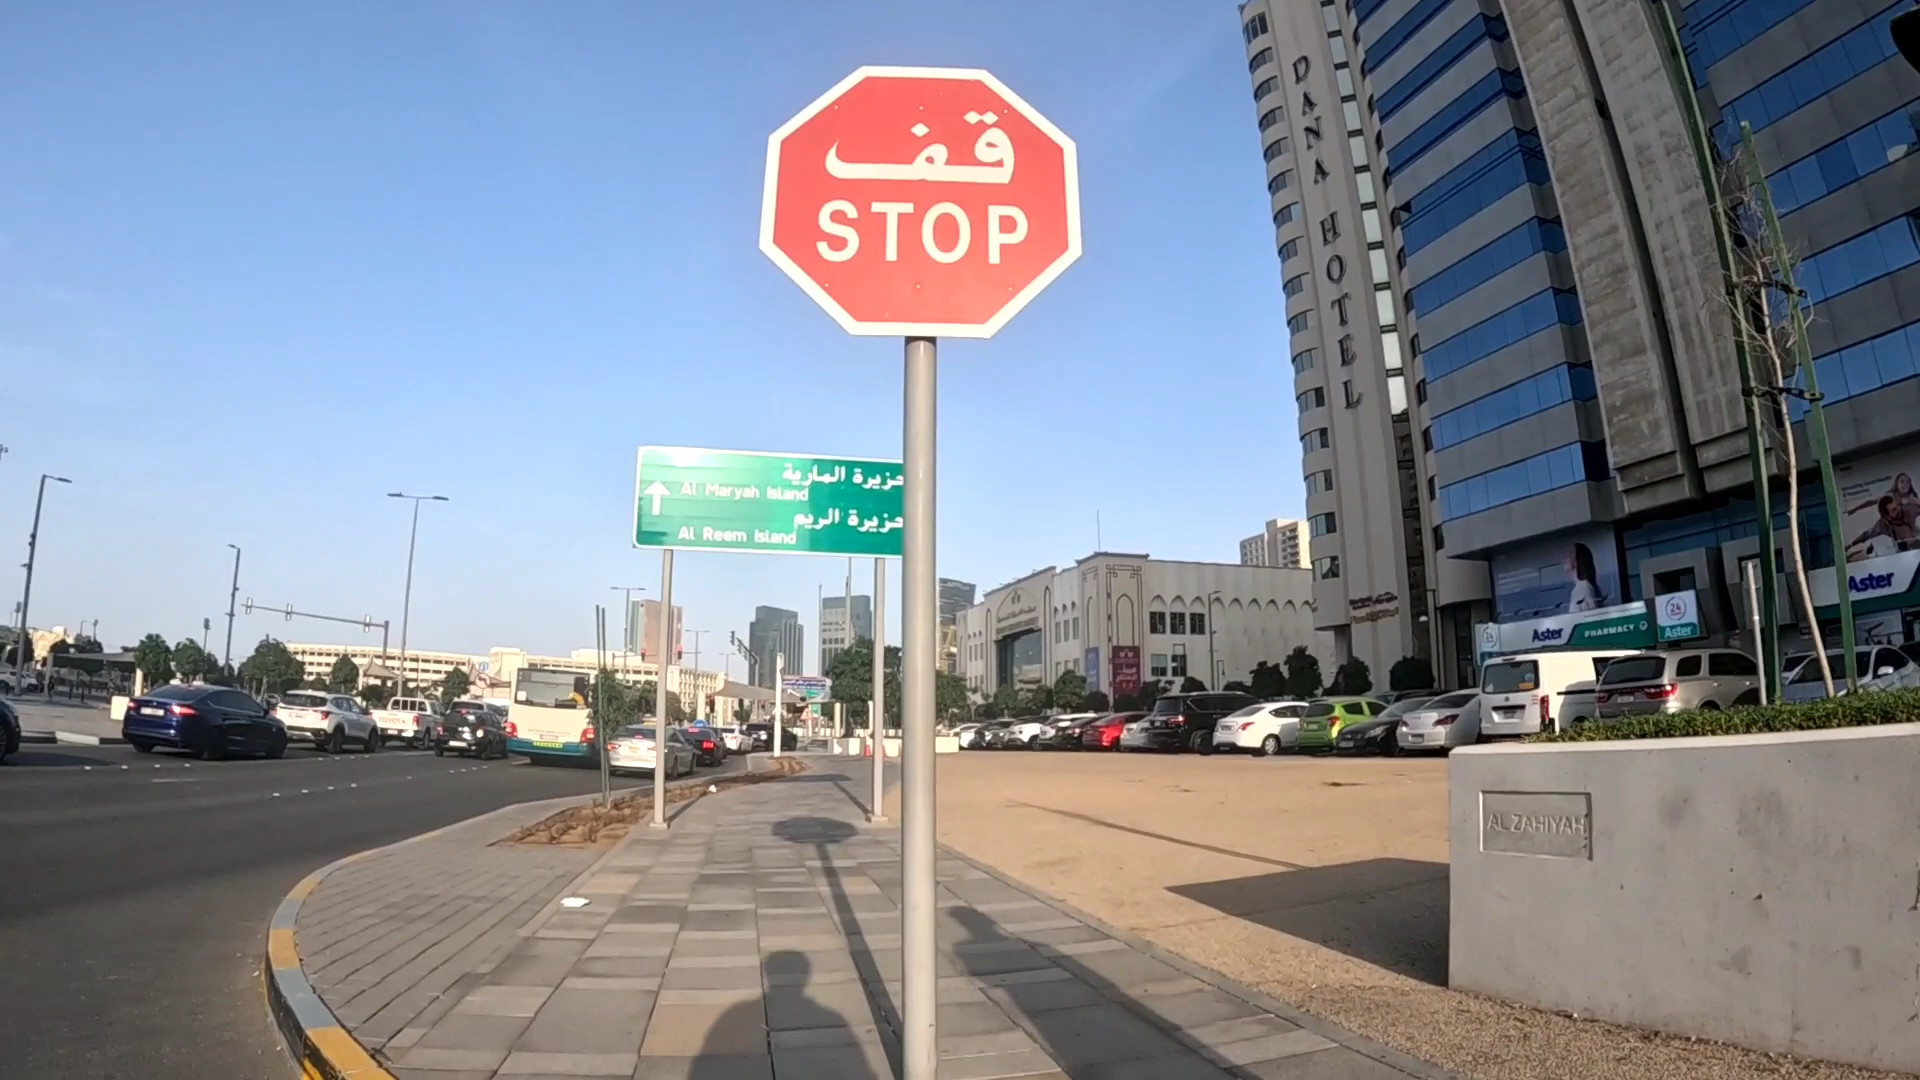 قف
STOP
جزيرة المارية
Al Maryah Island
جزيرة الريم
Al Reem Island
DANA HOTEL
Aster
PHARMACY
24
Aster
Aster
AL ZAHIYAH
TOYOTA